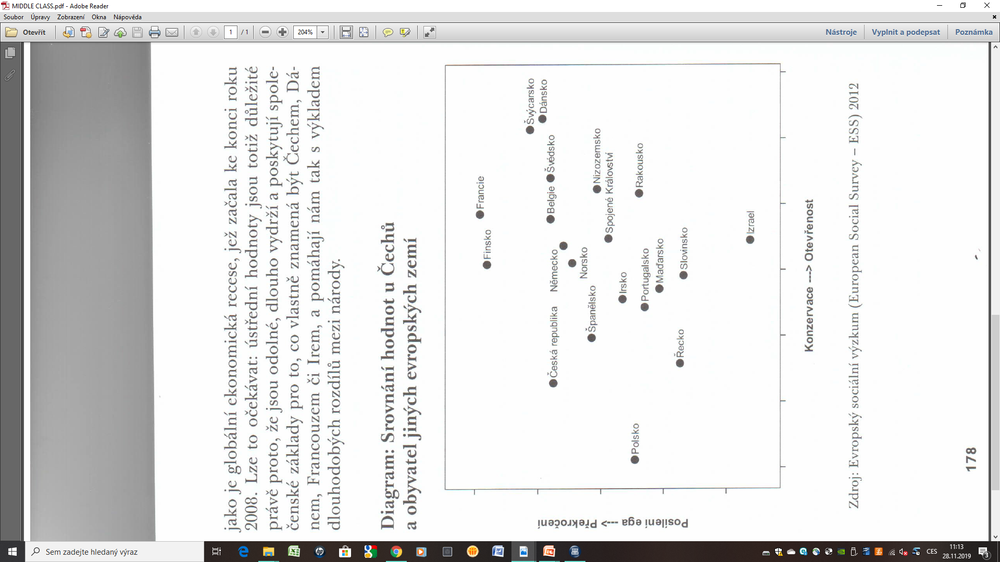 MIDDLE CLASS.pdf - Adobe Reader
Soubor Úpravy Zobrazení Okna Nápověda
Otevřít 1 / 1 204% Nástroje Vyplnit a podepsat Poznámka
jako je globální ekonomická recese, jež začala ke konci roku
2008. Lze to očekávat: ústřední hodnoty jsou totiž důležité
právě proto, že jsou odolné, dlouho vydrží a poskytují spole-
čenské základy pro to, co vlastně znamená být Čechem, Dá-
nem, Francouzem či Irem, a pomáhají nám tak s výkladem
dlouhodobých rozdílů mezi národy.
Diagram: Srovnání hodnot u Čechů
a obyvatel jiných evropských zemí
Posílení ega ---> Překročení
Francie
Finsko
Švýcarsko
Dánsko
Švédsko
Belgie
Německo
Česká republika
Norsko
Španělsko
Nizozemsko
Spojené Království
Irsko
Rakousko
Polsko
Portugalsko
Maďarsko
Slovinsko
Řecko
Izrael
Konzervace ---> Otevřenost
Zdroj: Evropský sociální výzkum (European Social Survey – ESS) 2012
178
Sem zadejte hledaný výraz
CES
11:13
28.11.2019
3